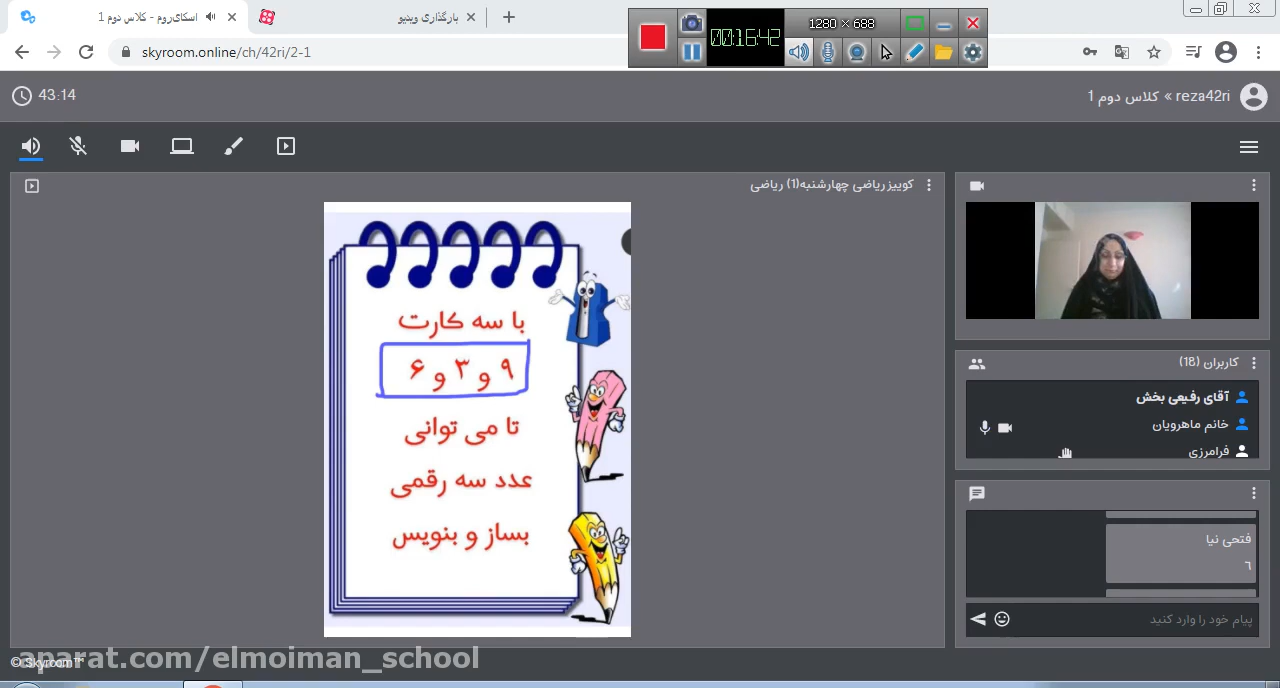 اسکای‌روم - کلاس دوم 1
بارگذاری ویدیو
00:16:42
1280 × 688
skyroom.online/ch/42ri/2-1
43:14
reza42ri » کلاس دوم 1
کوییز ریاضی چهارشنبه(1) ریاضی
با سه کارت
۹ و ۳ و ۶
تا می توانی
عدد سه رقمی
بساز و بنویس
کاربران (18)
آقای رفیعی بخش
خانم ماهرویان
فرامرزی
فتحی نیا
٦
پیام خود را وارد کنید
© Skyroom™
aparat.com/elmoiman_school